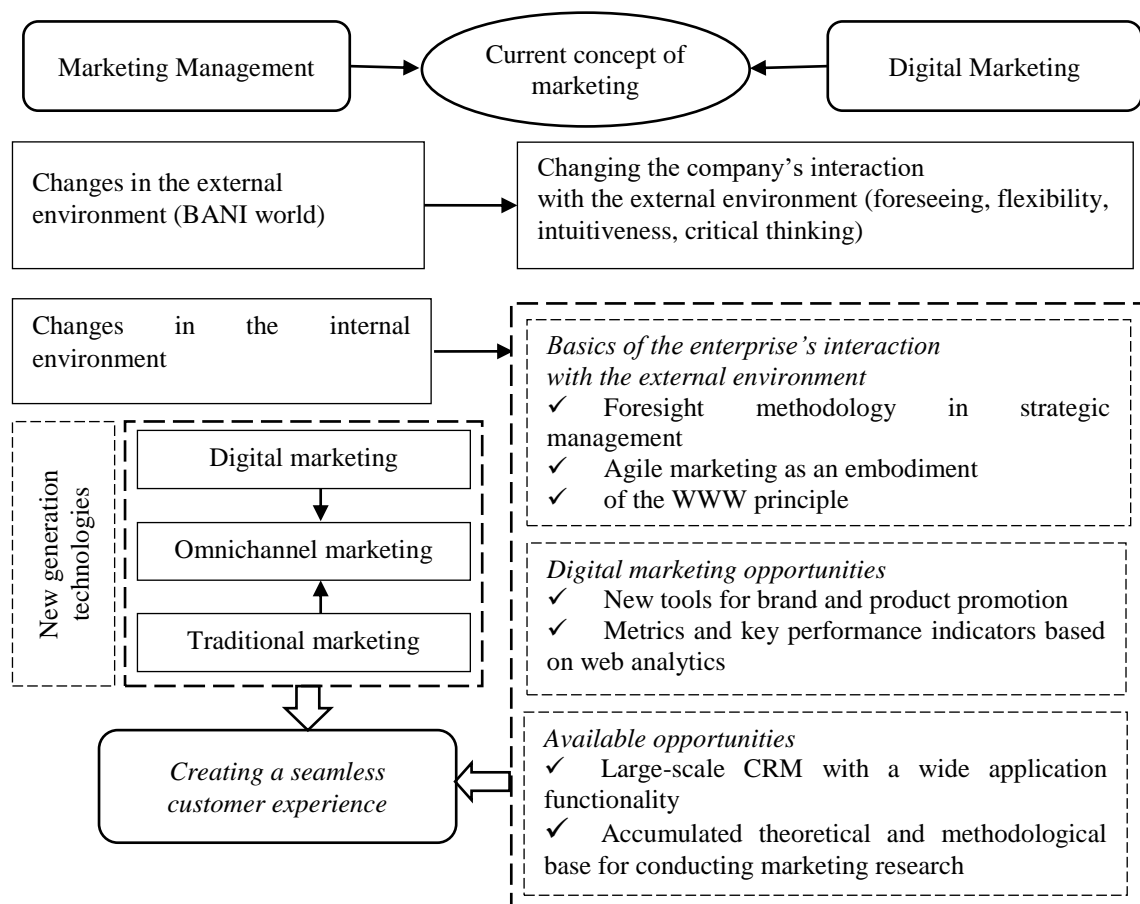 Marketing Management
Current concept of
marketing
Digital Marketing
Changes in the external
environment (BANI world)
Changing the company’s interaction
with the external environment (foreseeing, flexibility,
intuitiveness, critical thinking)
Changes in the internal
environment
Basics of the enterprise’s interaction
with the external environment
✓ Foresight methodology in strategic
management
✓ Agile marketing as an embodiment
✓ of the WWW principle
New generation
technologies
Digital marketing
Omnichannel marketing
Traditional marketing
Digital marketing opportunities
✓ New tools for brand and product promotion
✓ Metrics and key performance indicators based
on web analytics
Creating a seamless
customer experience
Available opportunities
✓ Large-scale CRM with a wide application
functionality
✓ Accumulated theoretical and methodological
base for conducting marketing research